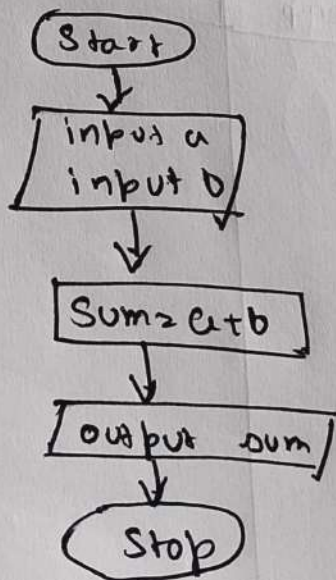 Start
input a
input b
Sum = a + b
output sum
Stop